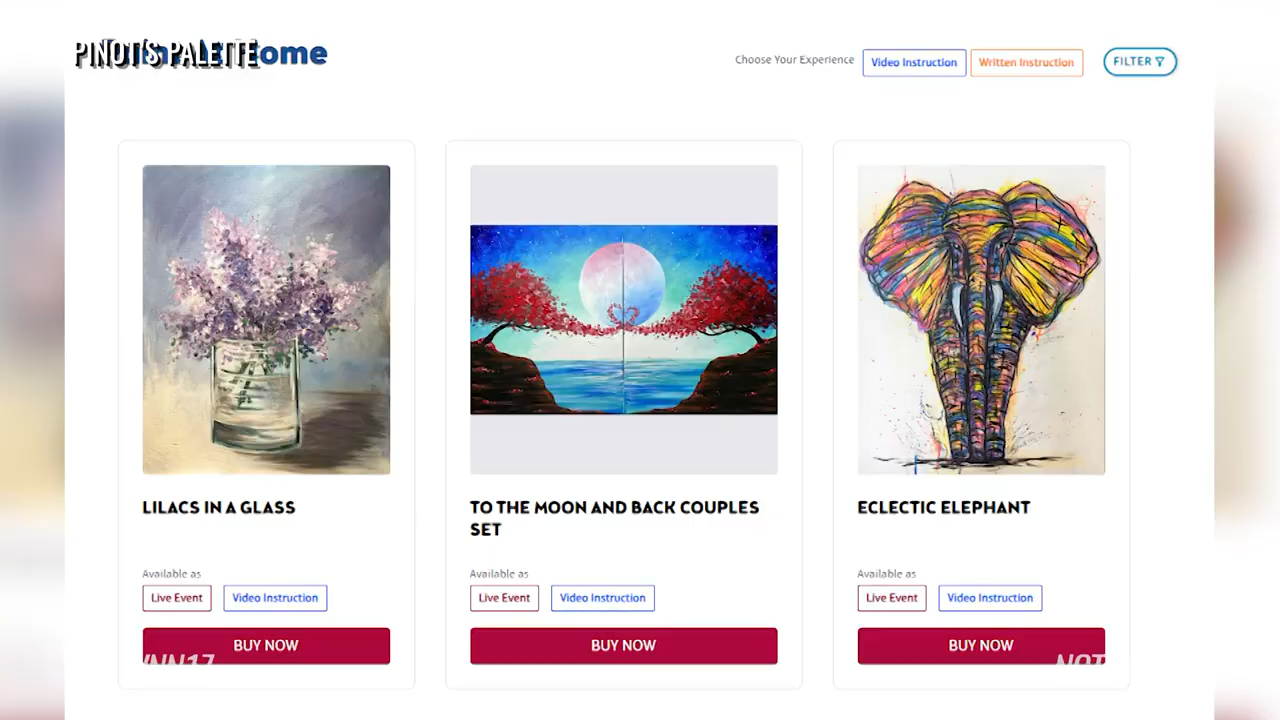 PINOT'S PALETTE
Choose Your Experience
Video Instruction
Written Instruction
FILTER
LILACS IN A GLASS
Available as
Live Event
Video Instruction
BUY NOW
TO THE MOON AND BACK COUPLES
SET
Available as
Live Event
Video Instruction
BUY NOW
ECLECTIC ELEPHANT
Available as
Live Event
Video Instruction
BUY NOW